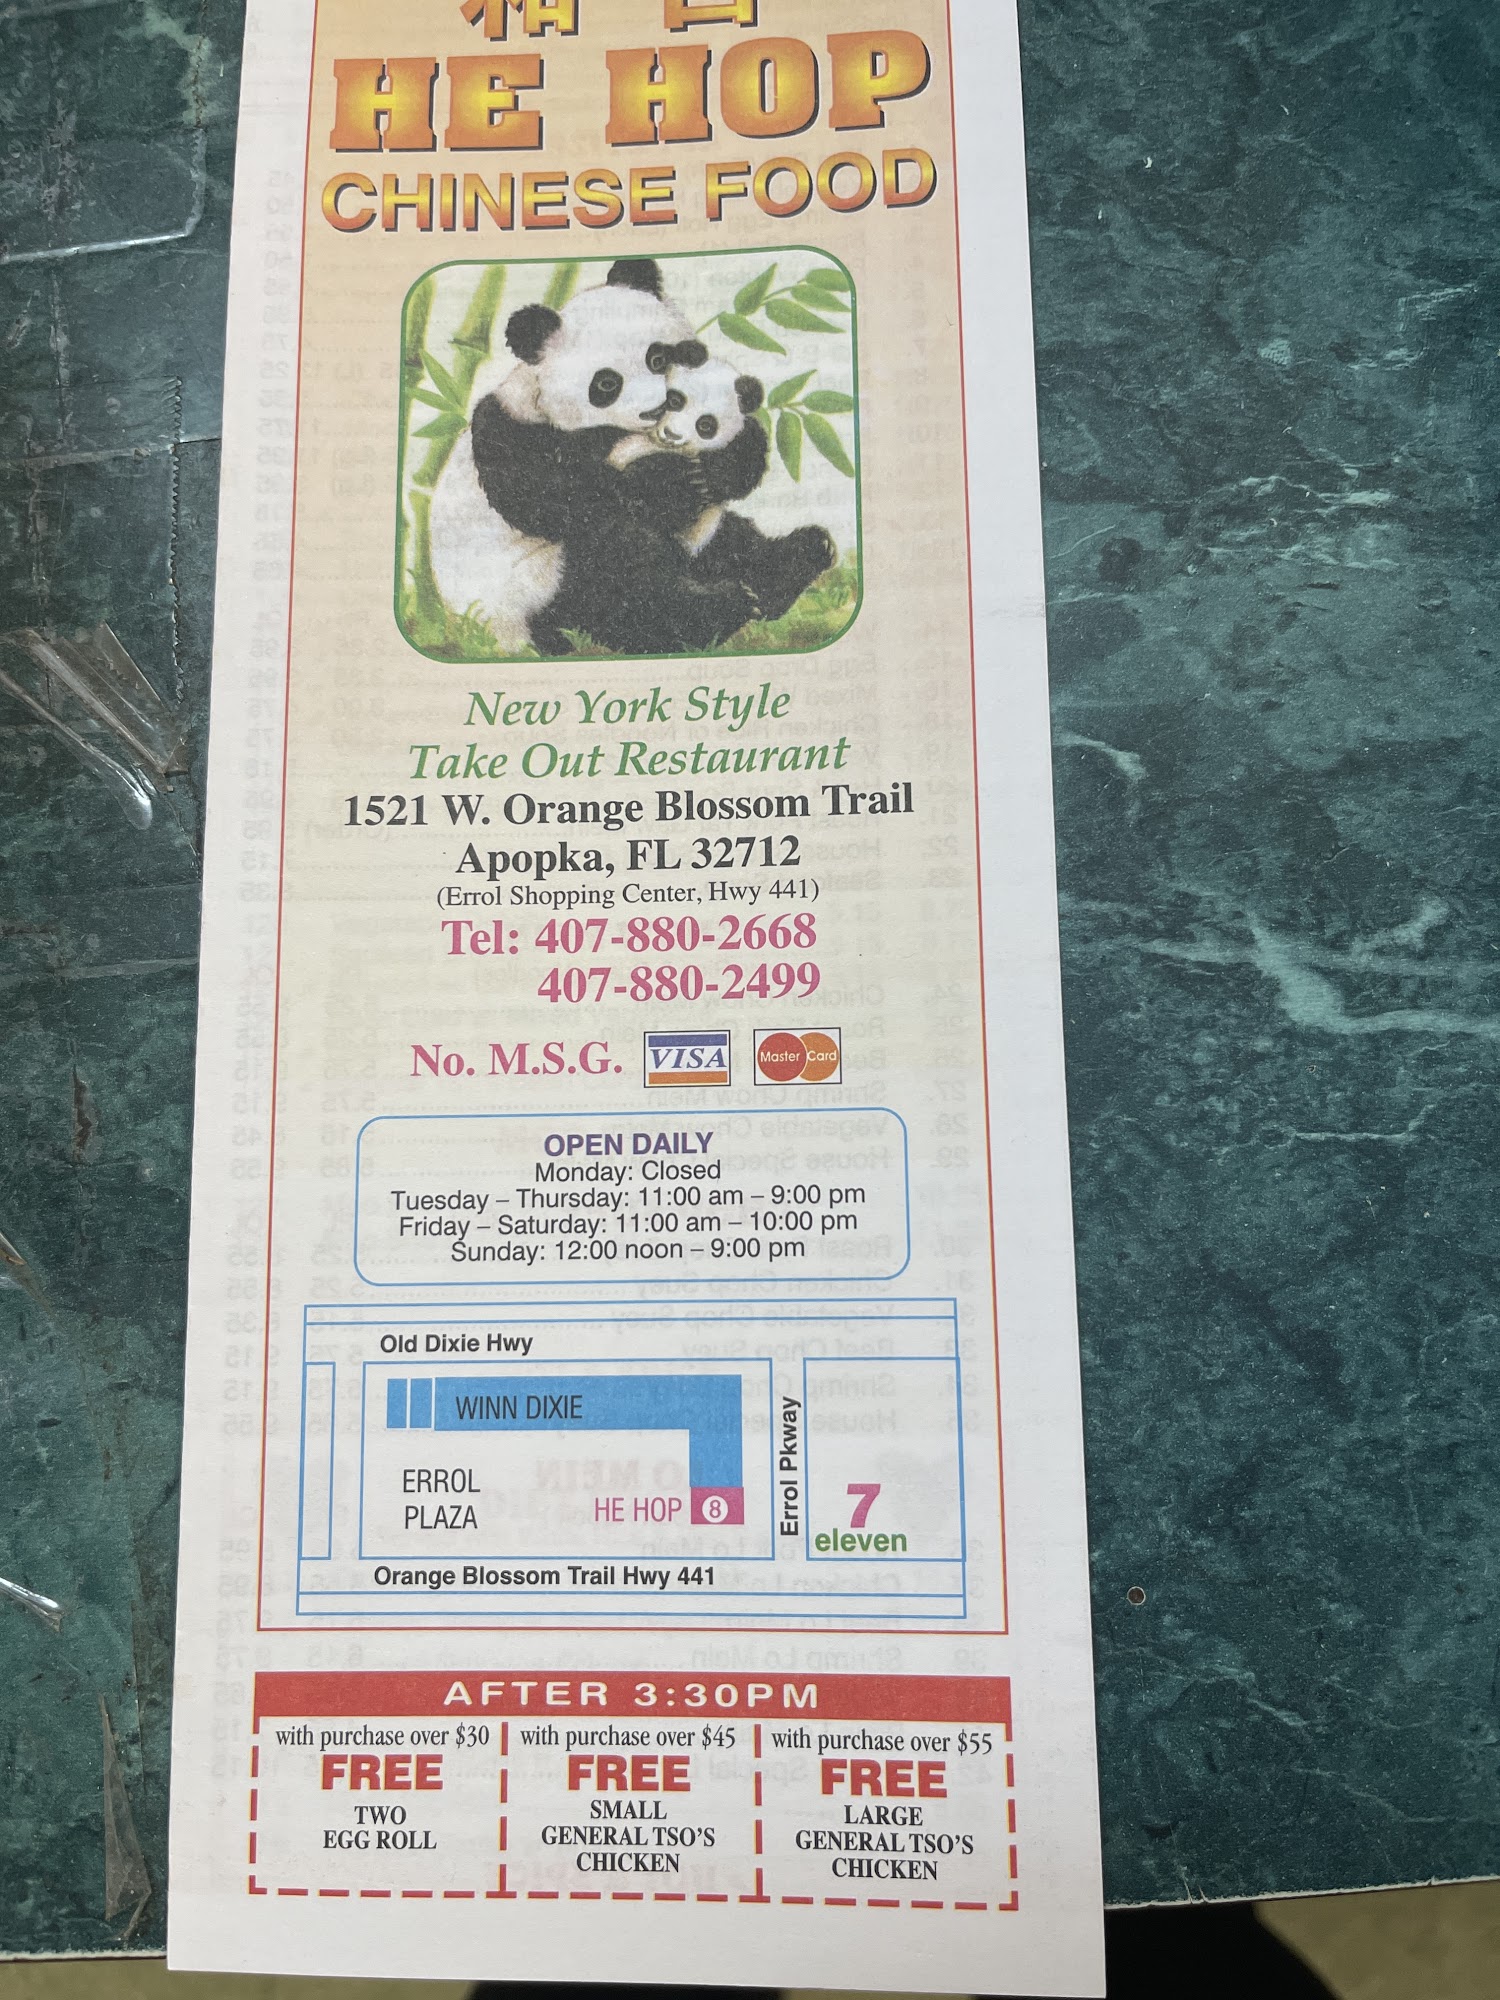 HE HOP
CHINESE FOOD
New York Style
Take Out Restaurant
1521 W. Orange Blossom Trail
Apopka, FL 32712
(Errol Shopping Center, Hwy 441)
Tel: 407-880-2668
407-880-2499
No. M.S.G. VISA Master Card
OPEN DAILY
Monday: Closed
Tuesday – Thursday: 11:00 am – 9:00 pm
Friday – Saturday: 11:00 am – 10:00 pm
Sunday: 12:00 noon – 9:00 pm
Old Dixie Hwy
WINN DIXIE
ERROL
PLAZA
HE HOP 8
Errol Pkway
7
eleven
Orange Blossom Trail Hwy 441
AFTER 3:30PM
with purchase over $30
FREE
TWO
EGG ROLL
with purchase over $45
FREE
SMALL
GENERAL TSO'S
CHICKEN
with purchase over $55
FREE
LARGE
GENERAL TSO'S
CHICKEN